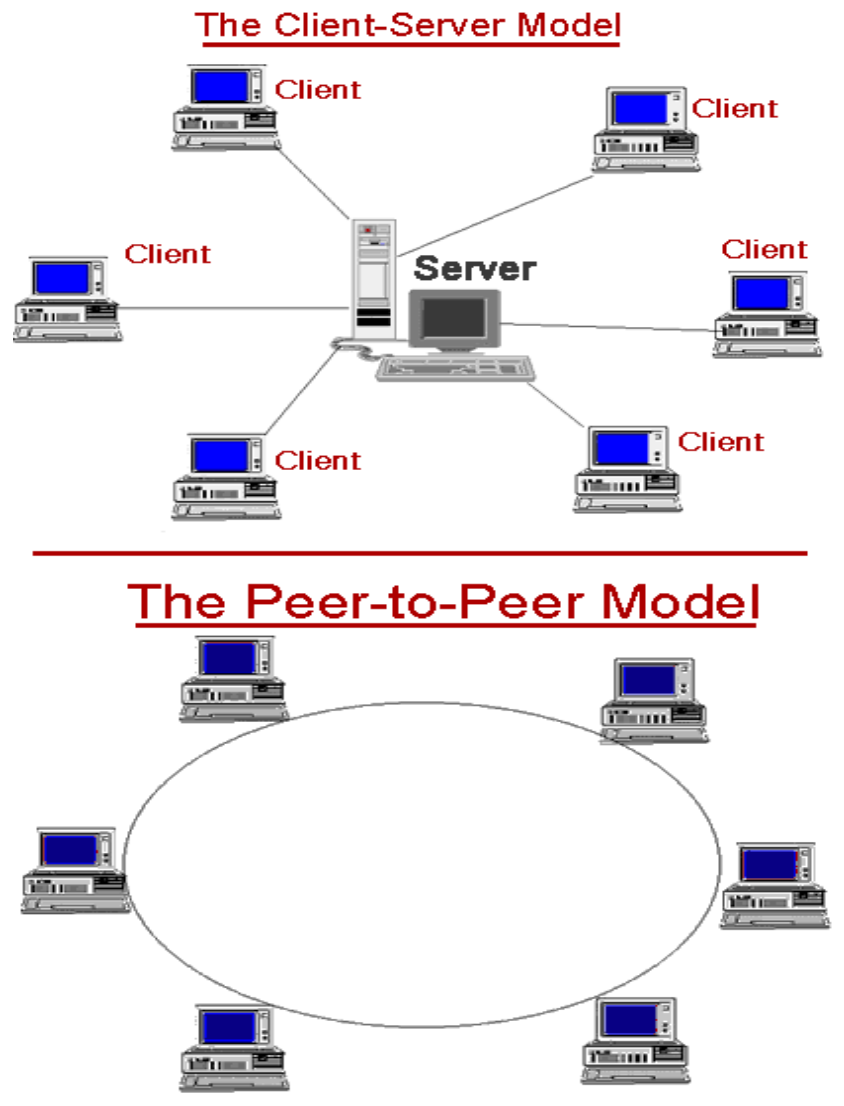 The Client-Server Model
Client
Client
Client
Client
Server
Client
Client
The Peer-to-Peer Model